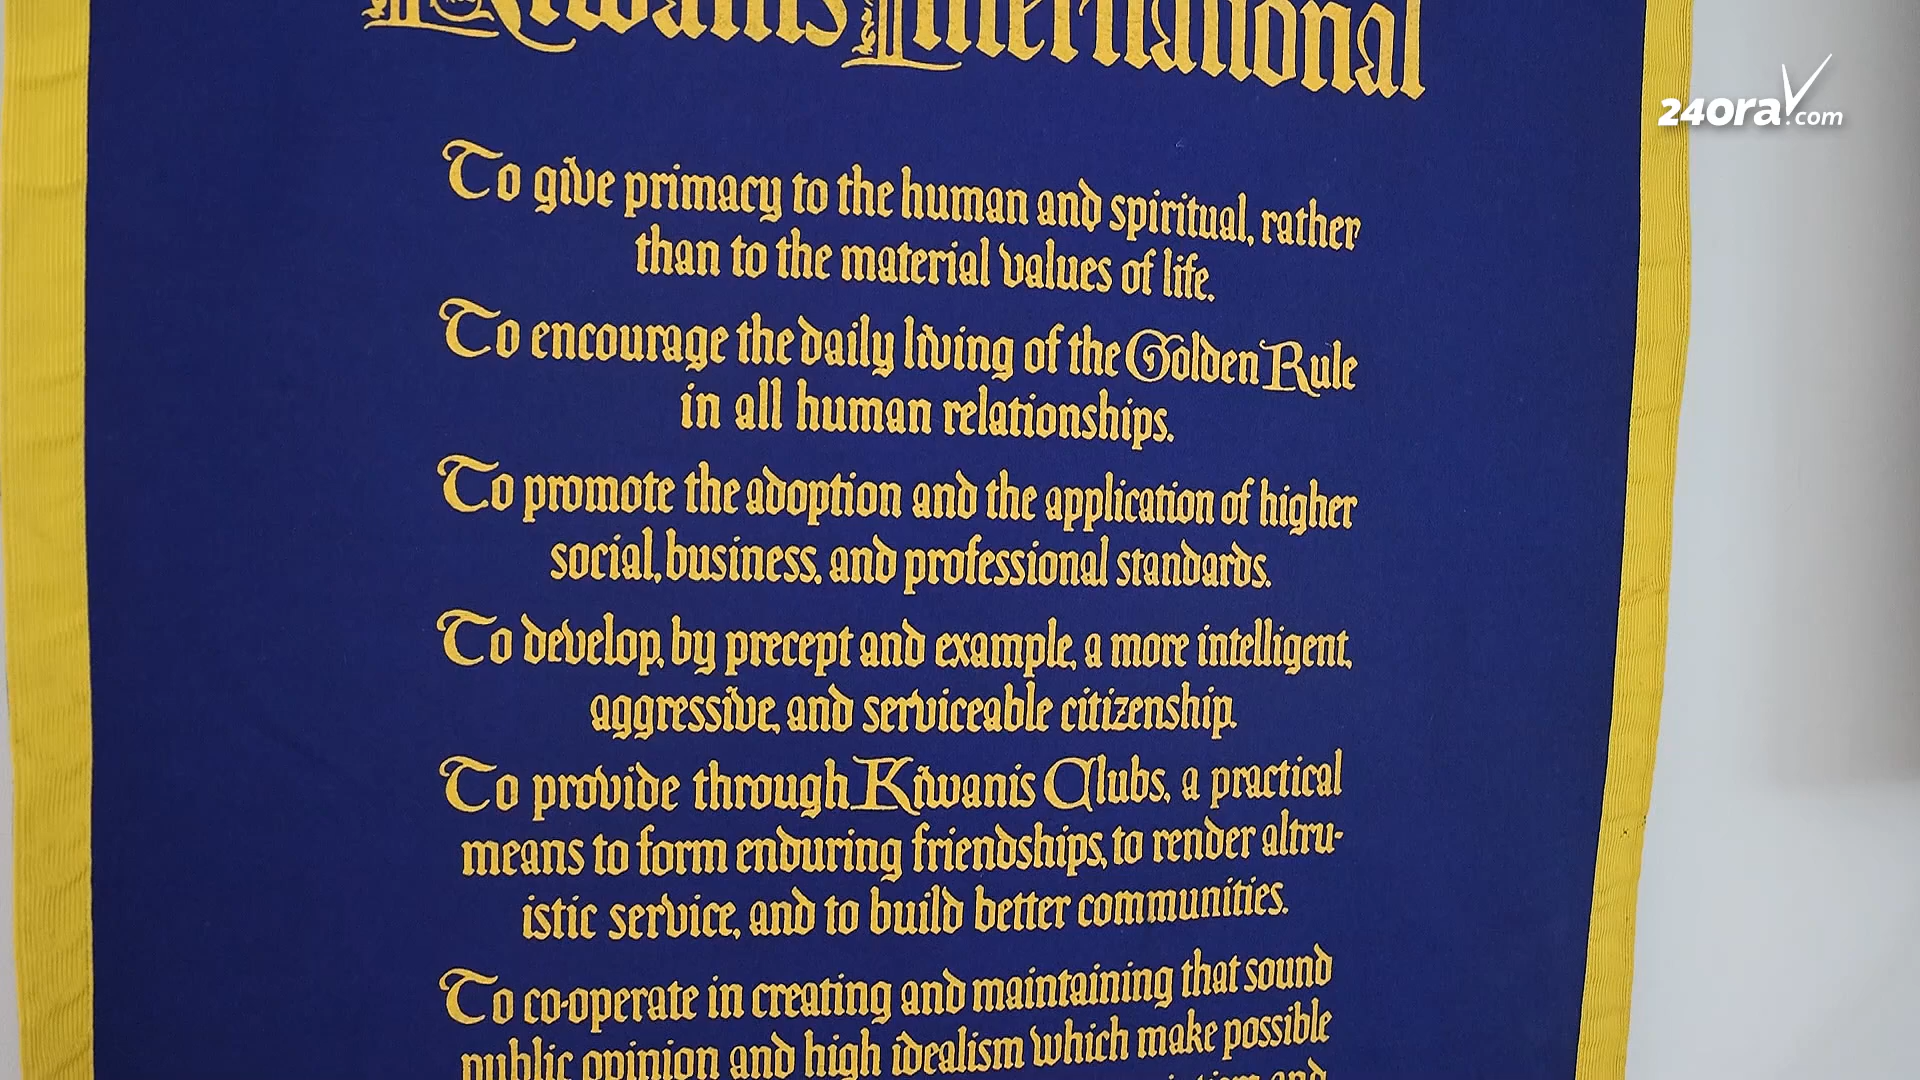 Kiwanis International
24ora.com
To give primacy to the human and spiritual, rather
than to the material values of life.
To encourage the daily living of the Golden Rule
in all human relationships.
To promote the adoption and the application of higher
social, business, and professional standards.
To develop, by precept and example, a more intelligent,
aggressive, and serviceable citizenship.
To provide through Kiwanis Clubs, a practical
means to form enduring friendships, to render altru-
istic service, and to build better communities.
To co-operate in creating and maintaining that sound
public opinion and high idealism which make possible
and